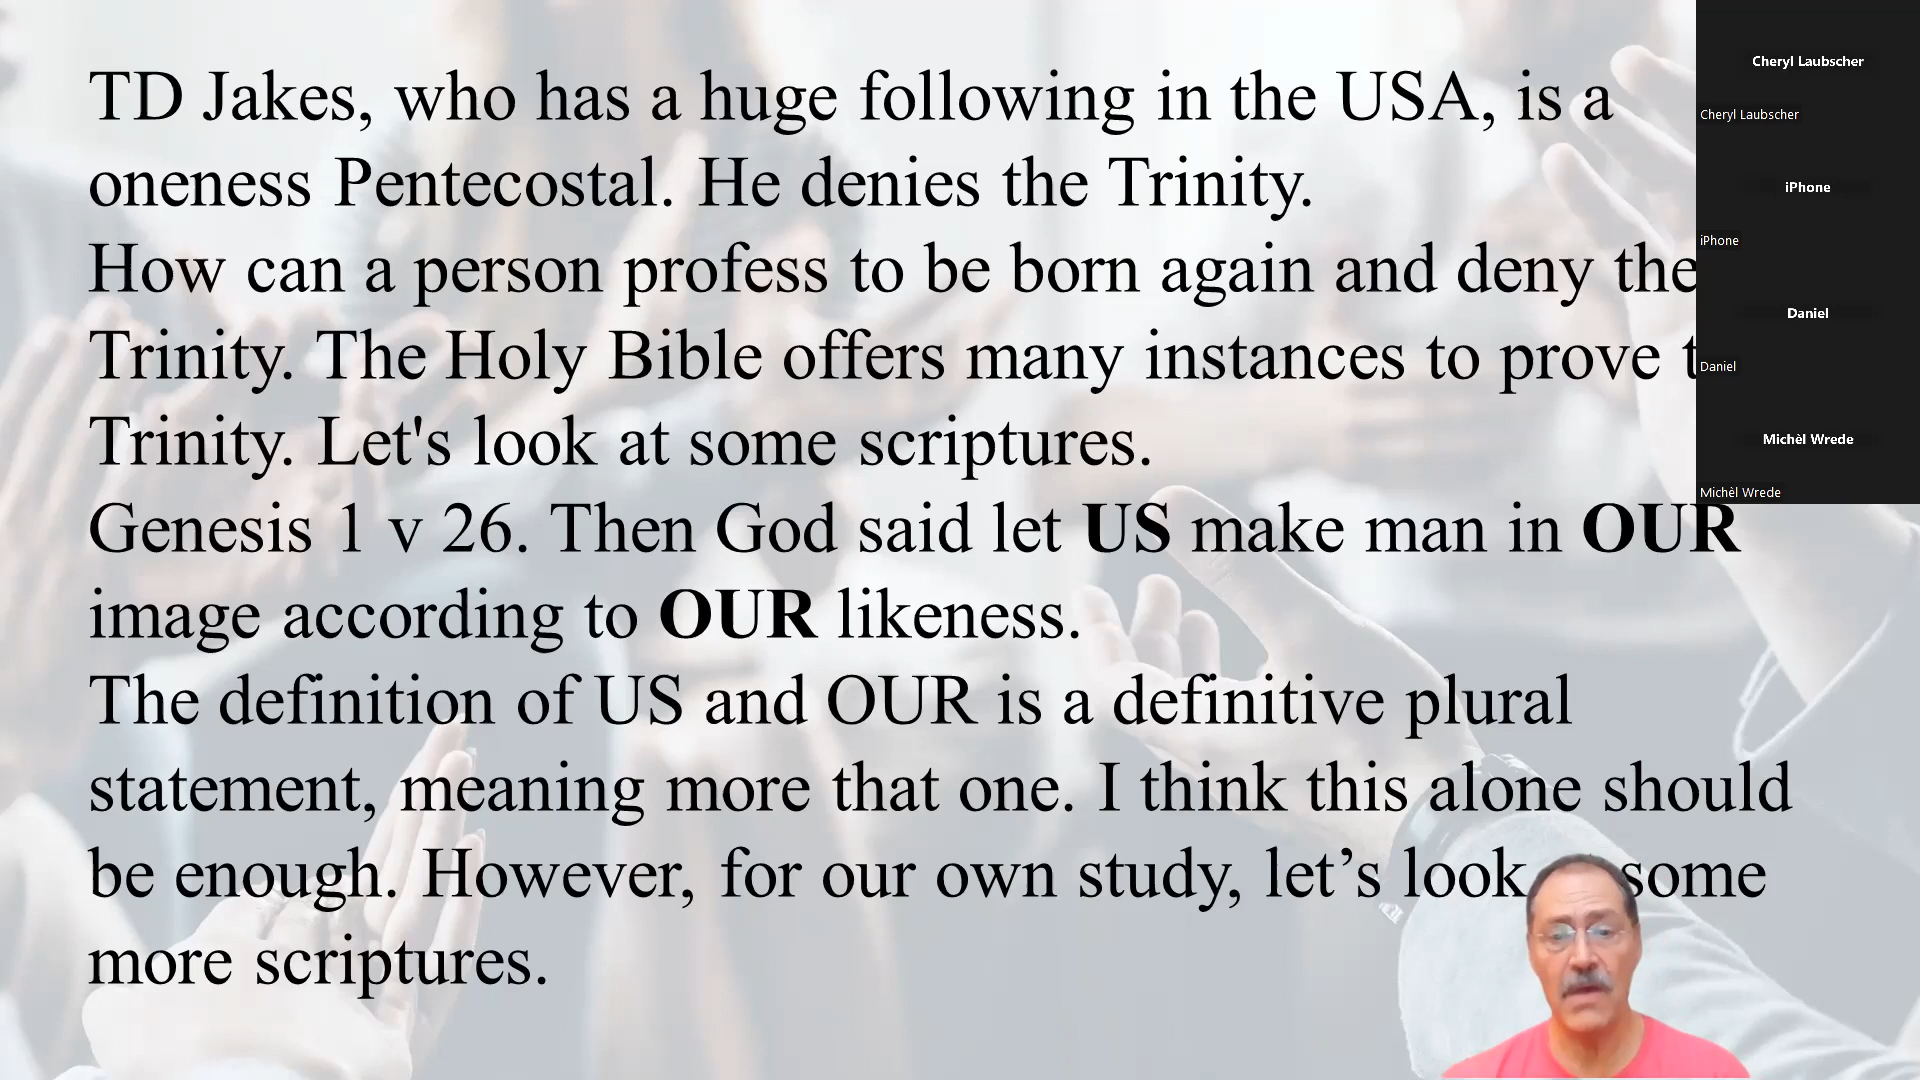 TD Jakes, who has a huge following in the USA, is a
oneness Pentecostal. He denies the Trinity.
How can a person profess to be born again and deny the
Trinity. The Holy Bible offers many instances to prove
Trinity. Let's look at some scriptures.
Genesis 1 v 26. Then God said let US make man in OUR
image according to OUR likeness.
The definition of US and OUR is a definitive plural
statement, meaning more that one. I think this alone should
be enough. However, for our own study, let’s look some
more scriptures.
Cheryl Laubscher
Cheryl Laubscher
iPhone
iPhone
Daniel
Daniel
Michèl Wrede
Michèl Wrede